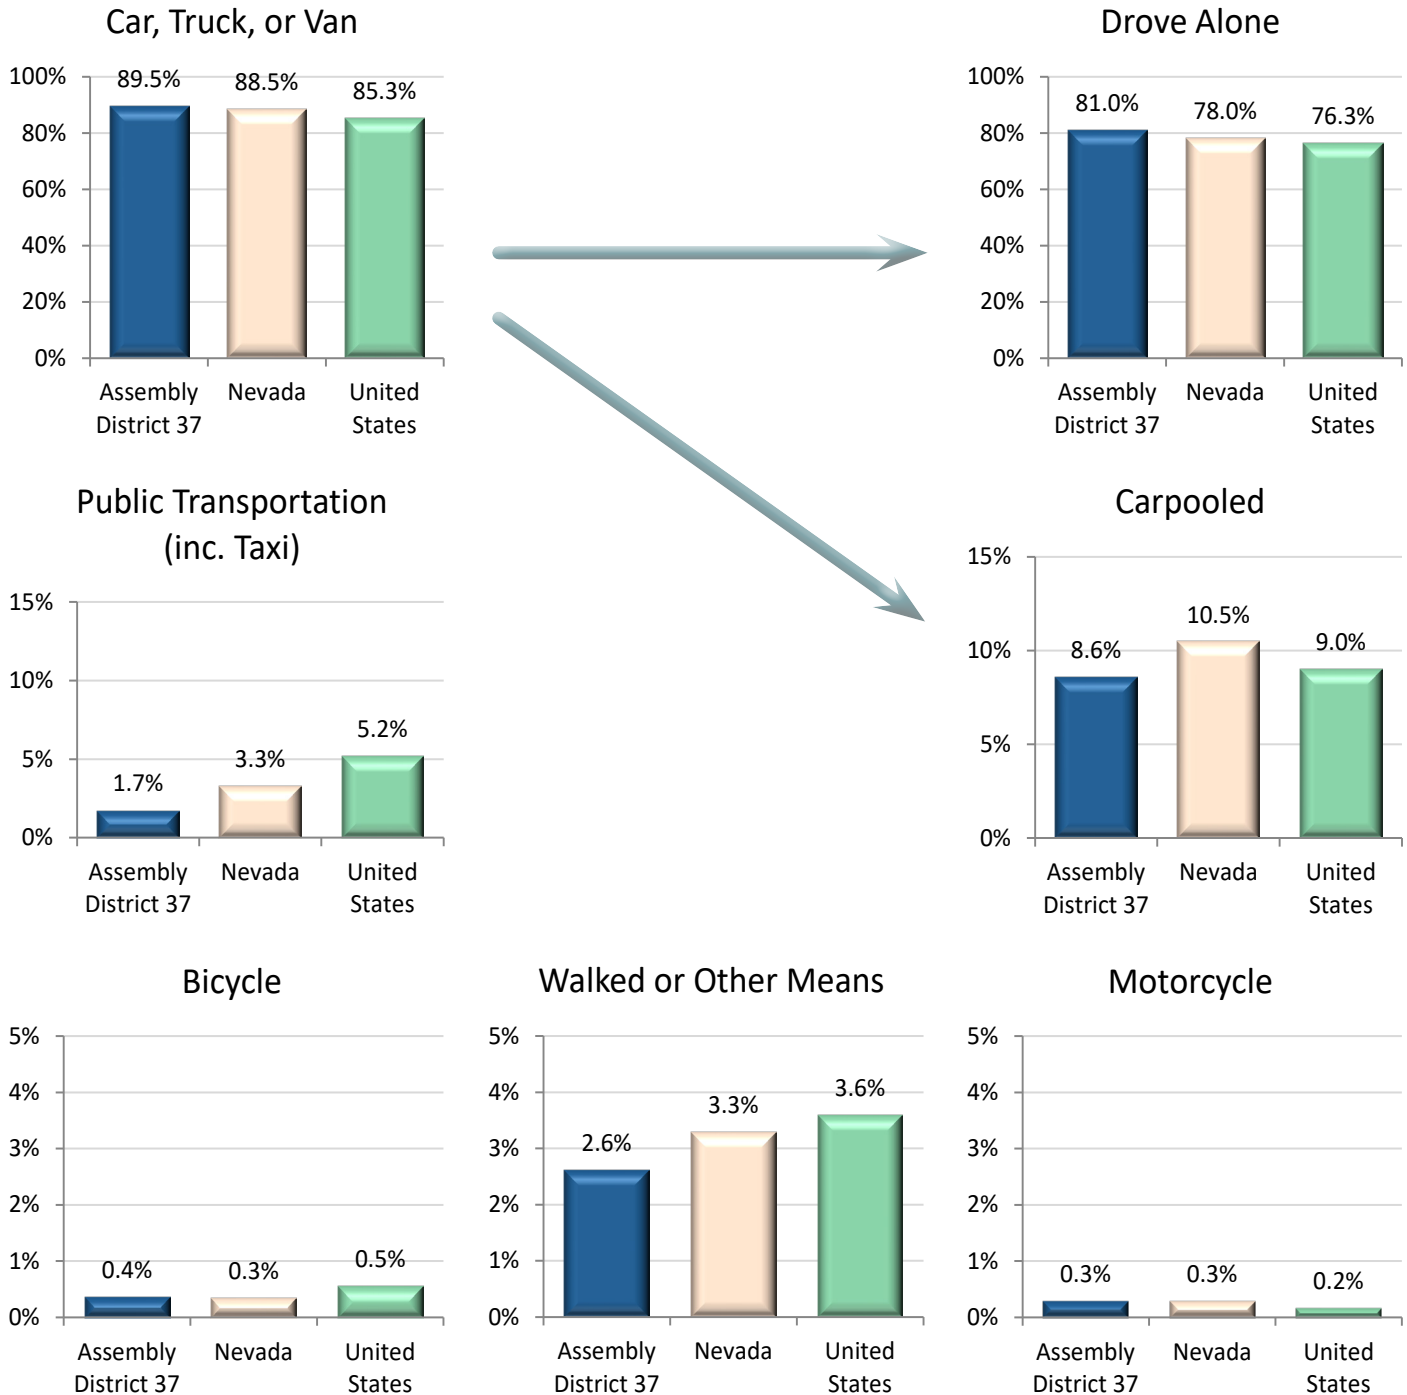 Car, Truck, or Van
100%
80%
60%
40%
20%
0%
89.5%
88.5%
85.3%
Assembly
District 37
Nevada
United
States
Drove Alone
100%
80%
60%
40%
20%
0%
81.0%
78.0%
76.3%
Assembly
District 37
Nevada
United
States
Public Transportation
(inc. Taxi)
15%
10%
5%
0%
1.7%
3.3%
5.2%
Assembly
District 37
Nevada
United
States
Carpooled
15%
10%
5%
0%
8.6%
10.5%
9.0%
Assembly
District 37
Nevada
United
States
Bicycle
5%
4%
3%
2%
1%
0%
0.4%
0.3%
0.5%
Assembly
District 37
Nevada
United
States
Walked or Other Means
5%
4%
3%
2%
1%
0%
2.6%
3.3%
3.6%
Assembly
District 37
Nevada
United
States
Motorcycle
5%
4%
3%
2%
1%
0%
0.3%
0.3%
0.2%
Assembly
District 37
Nevada
United
States